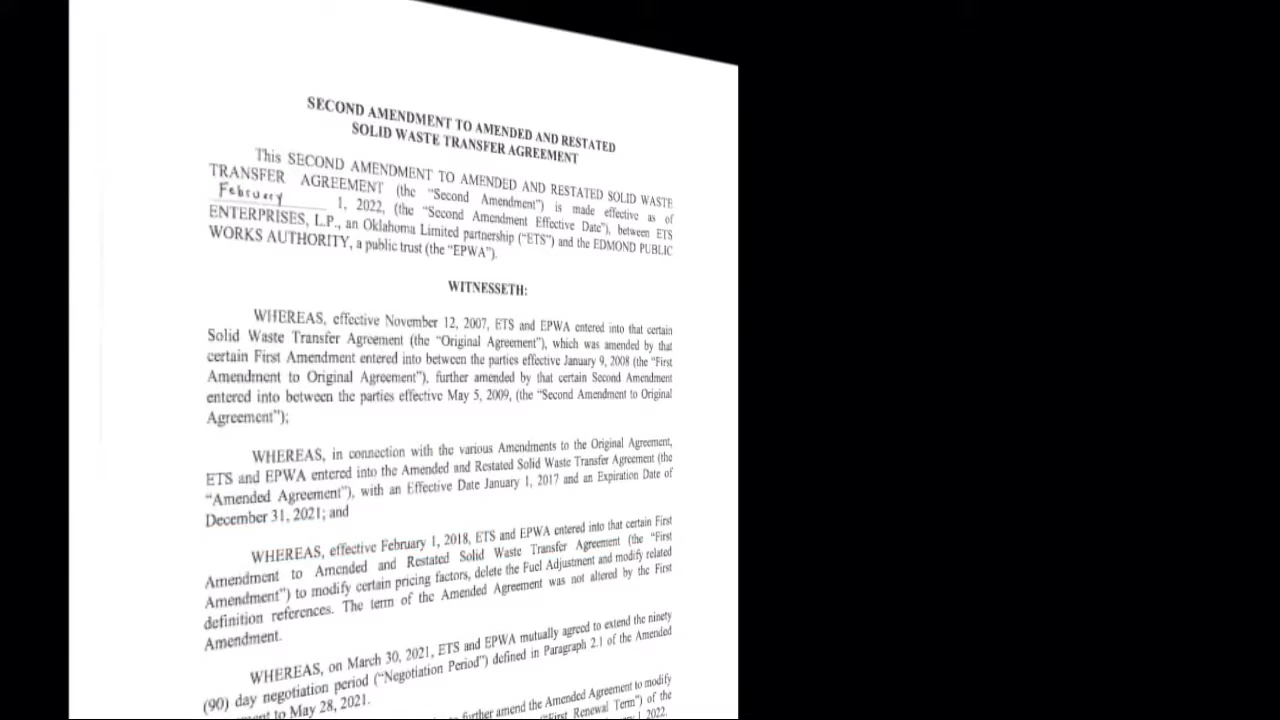 SECOND AMENDMENT TO AMENDED AND RESTATED
SOLID WASTE TRANSFER AGREEMENT
This SECOND AMENDMENT TO AMENDED AND RESTATED SOLID WASTE
TRANSFER AGREEMENT (the “Second Amendment”) is made effective as of
February 1, 2022, (the “Second Amendment Effective Date”), between ETS
ENTERPRISES, L.P., an Oklahoma Limited partnership (“ETS”) and the EDMOND PUBLIC
WORKS AUTHORITY, a public trust (the “EPWA”).
WITNESSETH:
WHEREAS, effective November 12, 2007, ETS and EPWA entered into that certain
Solid Waste Transfer Agreement (the “Original Agreement”), which was amended by that
certain First Amendment entered into between the parties effective January 9, 2008 (the “First
Amendment to Original Agreement”), further amended by that certain Second Amendment
entered into between the parties effective May 5, 2009, (the “Second Amendment to Original
Agreement”);
WHEREAS, in connection with the various Amendments to the Original Agreement,
ETS and EPWA entered into the Amended and Restated Solid Waste Transfer Agreement (the
“Amended Agreement”), with an Effective Date January 1, 2017 and an Expiration Date of
December 31, 2021; and
WHEREAS, effective February 1, 2018, ETS and EPWA entered into that certain First
Amendment to Amended and Restated Solid Waste Transfer Agreement (the “First
Amendment”) to modify certain pricing factors, delete the Fuel Adjustment and modify related
definition references. The term of the Amended Agreement was not altered by the First
Amendment.
WHEREAS, on March 30, 2021, ETS and EPWA mutually agreed to extend the ninety
(90) day negotiation period (“Negotiation Period”) defined in Paragraph 2.1 of the Amended
to May 28, 2021.
further amend the Amended Agreement to modify
“First Renewal Term”) of the
2022.